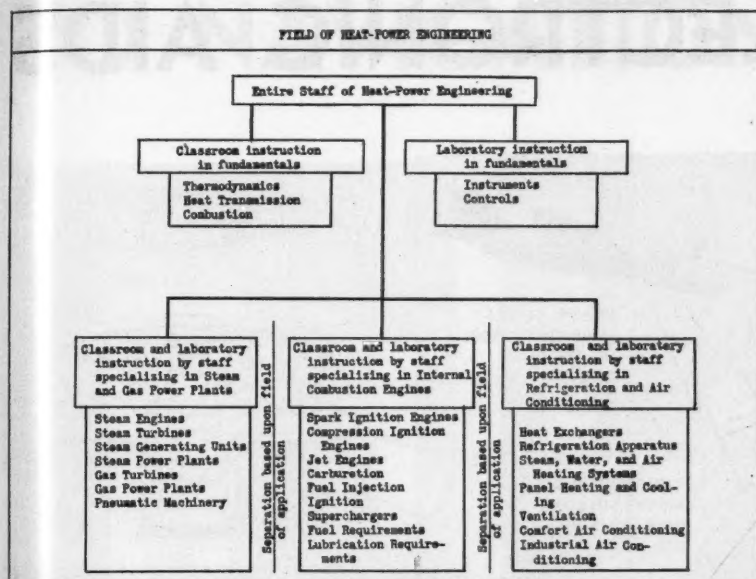 FIELD OF HEAT-POWER ENGINEERING
Entire Staff of Heat-Power Engineering
Classroom instruction
in fundamentals
Thermodynamics
Heat Transmission
Combustion
Laboratory instruction
in fundamentals
Instruments
Controls
Classroom and laboratory
instruction by staff
specializing in Steam
and Gas Power Plants
Steam Engines
Steam Turbines
Steam Generating Units
Steam Power Plants
Gas Turbines
Gas Power Plants
Pneumatic Machinery
Separation based upon field
of application
Classroom and laboratory
instruction by staff
specializing in Internal
Combustion Engines
Spark Ignition Engines
Compression Ignition
Engines
Jet Engines
Carburetion
Fuel Injection
Ignition
Superchargers
Fuel Requirements
Lubrication Require-
ments
Separation based upon field
of application
Classroom and laboratory
instruction by staff
specializing in
Refrigeration and Air
Conditioning
Heat Exchangers
Refrigeration Apparatus
Steam, Water, and Air
Heating Systems
Panel Heating and Cool-
ing
Ventilation
Comfort Air Conditioning
Industrial Air Con-
ditioning